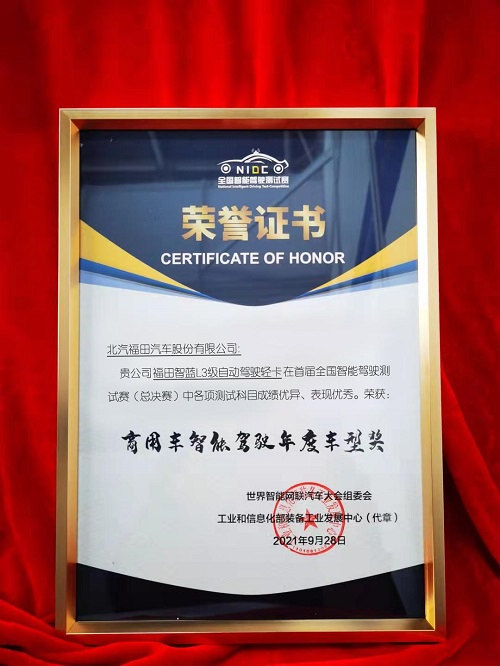 NIDC
全国智能驾驶测试赛
National Intelligent Driving Test Competition
荣誉证书
CERTIFICATE OF HONOR
北汽福田汽车股份有限公司:
贵公司福田智蓝L3级自动驾驶轻卡在首届全国智能驾驶测
试赛（总决赛）中各项测试科目成绩优异、表现优秀。荣获：
商用车智能驾驶年度车型奖
世界智能网联汽车大会组委会
工业和信息化部装备工业发展中心（代章）
2021年9月28日